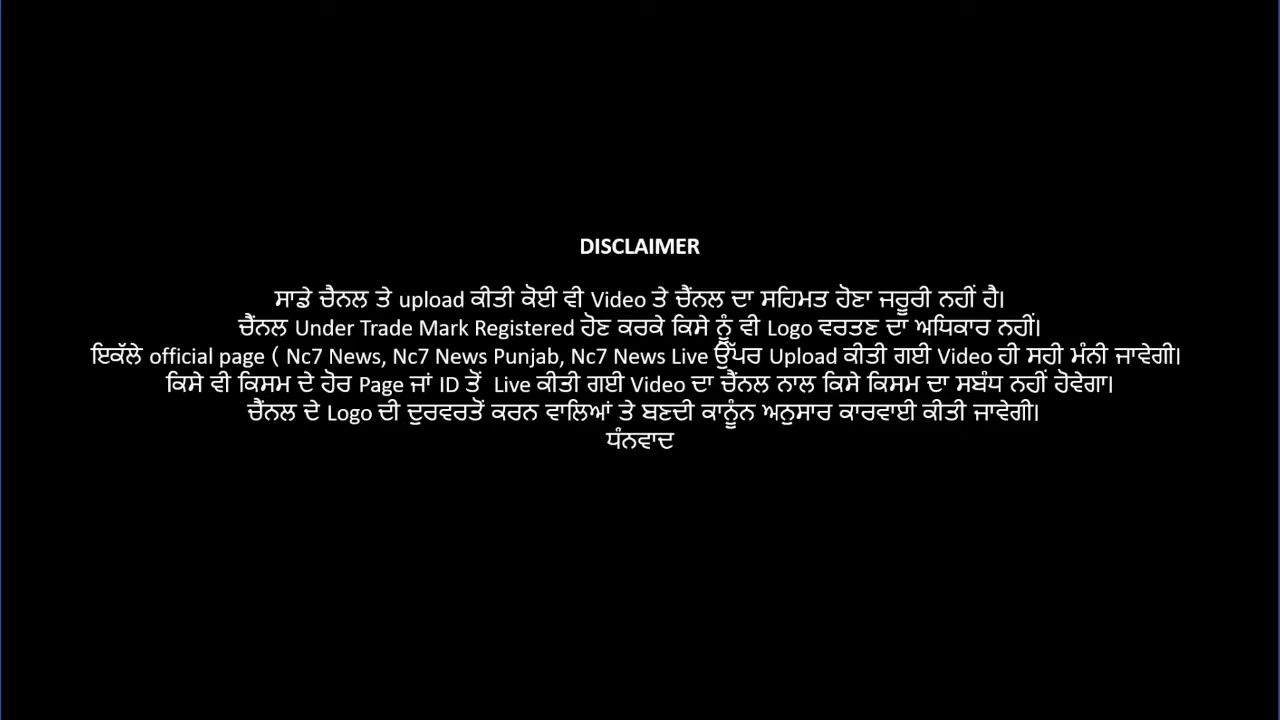 DISCLAIMER
ਸਾਡੇ ਚੈਨਲ ਤੇ upload ਕੀਤੀ ਕੋਈ ਵੀ Video ਤੇ ਚੈਂਨਲ ਦਾ ਸਹਿਮਤ ਹੋਣਾ ਜਰੂਰੀ ਨਹੀਂ ਹੈ।
ਚੈਂਨਲ Under Trade Mark Registered ਹੋਣ ਕਰਕੇ ਕਿਸੇ ਨੂੰ ਵੀ Logo ਵਰਤਣ ਦਾ ਅਧਿਕਾਰ ਨਹੀਂ।
ਇਕੱਲੇ official page ( Nc7 News, Nc7 News Punjab, Nc7 News Live ਉੱਪਰ Upload ਕੀਤੀ ਗਈ Video ਹੀ ਸਹੀ ਮੰਨੀ ਜਾਵੇਗੀ।
ਕਿਸੇ ਵੀ ਕਿਸਮ ਦੇ ਹੋਰ Page ਜਾਂ ID ਤੋਂ Live ਕੀਤੀ ਗਈ Video ਦਾ ਚੈਂਨਲ ਨਾਲ ਕਿਸੇ ਕਿਸਮ ਦਾ ਸਬੰਧ ਨਹੀਂ ਹੋਵੇਗਾ।
ਚੈਂਨਲ ਦੇ Logo ਦੀ ਦੁਰਵਰਤੋਂ ਕਰਨ ਵਾਲਿਆਂ ਤੇ ਬਣਦੀ ਕਾਨੂੰਨ ਅਨੁਸਾਰ ਕਾਰਵਾਈ ਕੀਤੀ ਜਾਵੇਗੀ।
ਧੰਨਵਾਦ